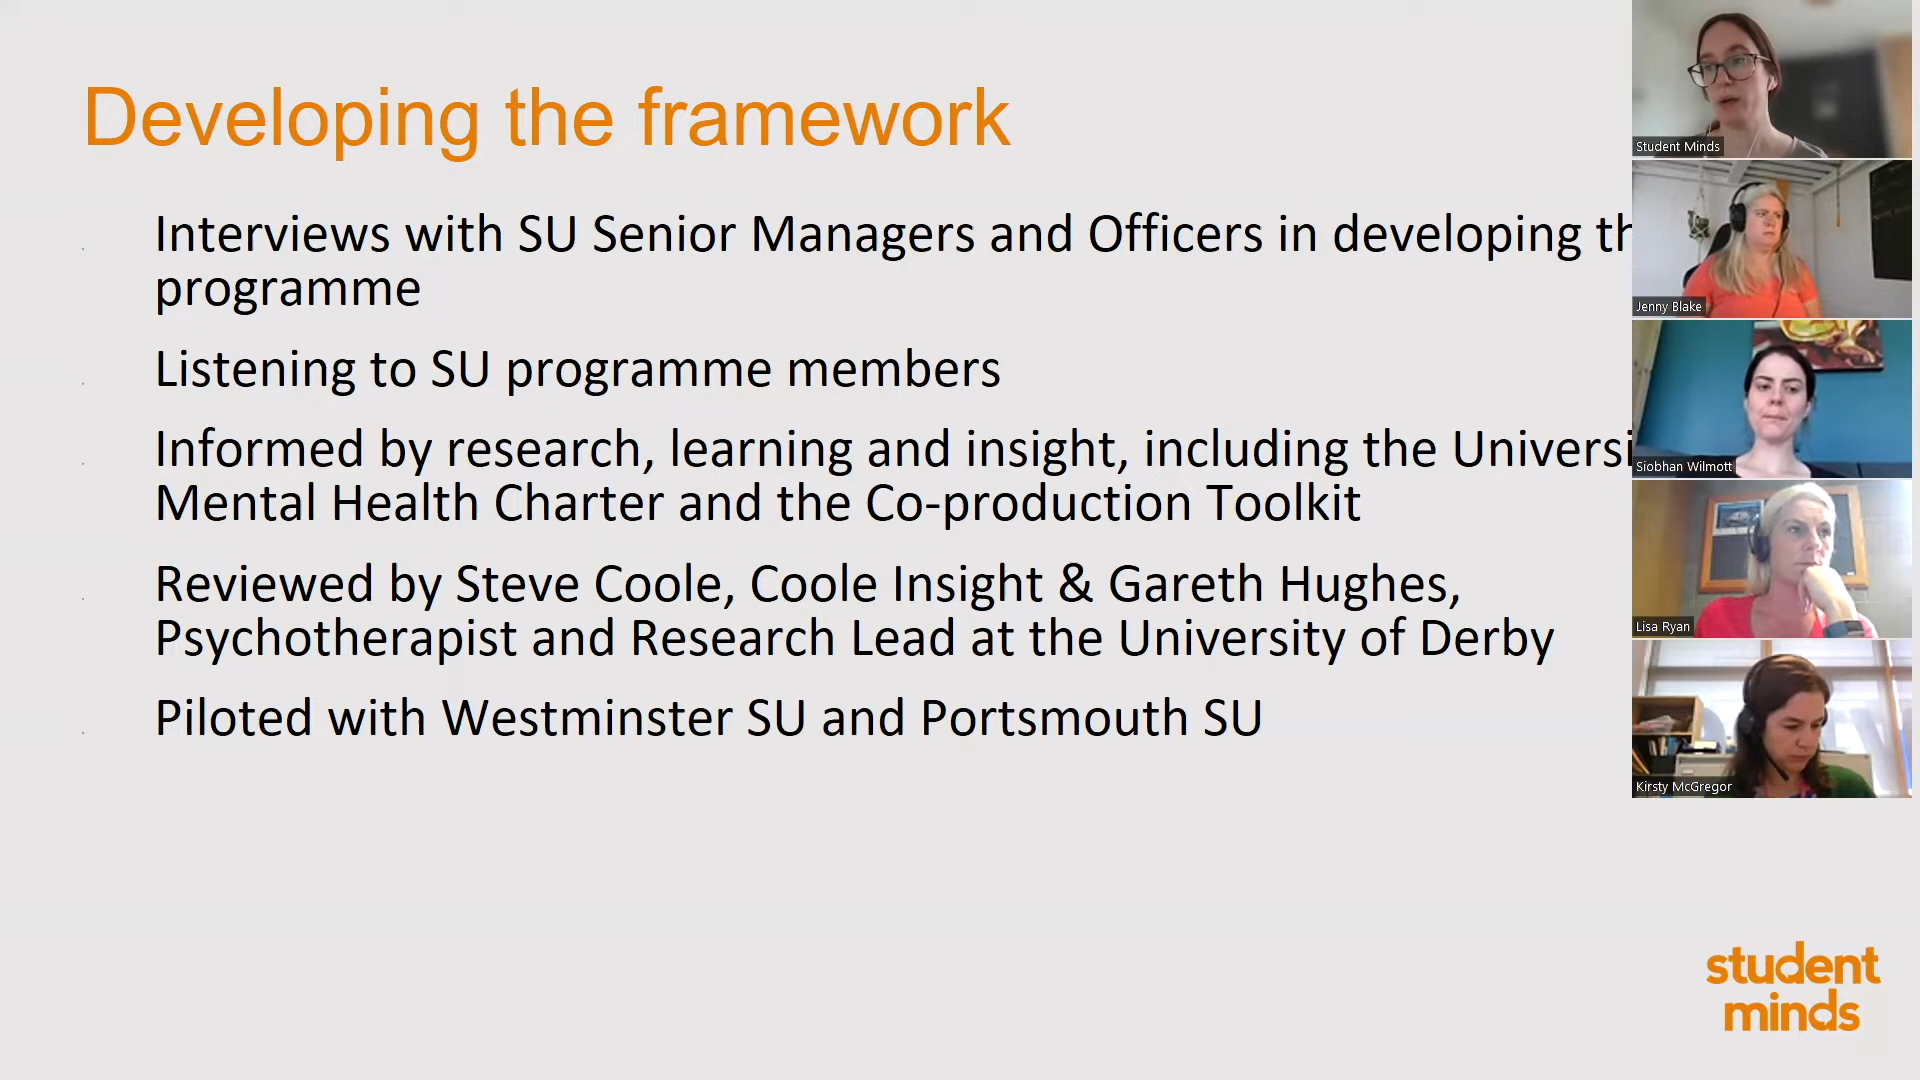 Developing the framework
Interviews with SU Senior Managers and Officers in developing th
programme
Listening to SU programme members
Informed by research, learning and insight, including the Universi
Mental Health Charter and the Co-production Toolkit
Reviewed by Steve Coole, Coole Insight & Gareth Hughes,
Psychotherapist and Research Lead at the University of Derby
Piloted with Westminster SU and Portsmouth SU
Student Minds
Jenny Blake
Siobhan Wilmott
Lisa Ryan
Kirsty McGregor
student
minds